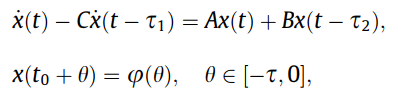 ẋ(t) − Cẋ(t − τ₁) = Ax(t) + Bx(t − τ₂),
x(t₀ + θ) = φ(θ), θ ∈ [−τ, 0],